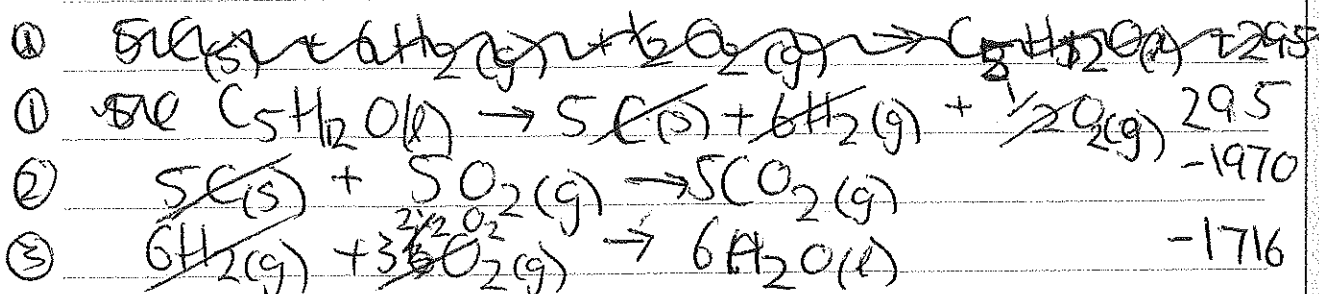 ① 5C(s) + 6H₂(g) + ½O₂(g) → C₅H₁₂O(l) + 295
① C₅H₁₂O(l) → 5C(s) + 6H₂(g) + ½O₂(g) 295
② 5C(s) + 5O₂(g) → 5CO₂(g) -1970
③ 6H₂(g) + 3O₂(g) → 6H₂O(l) -1716